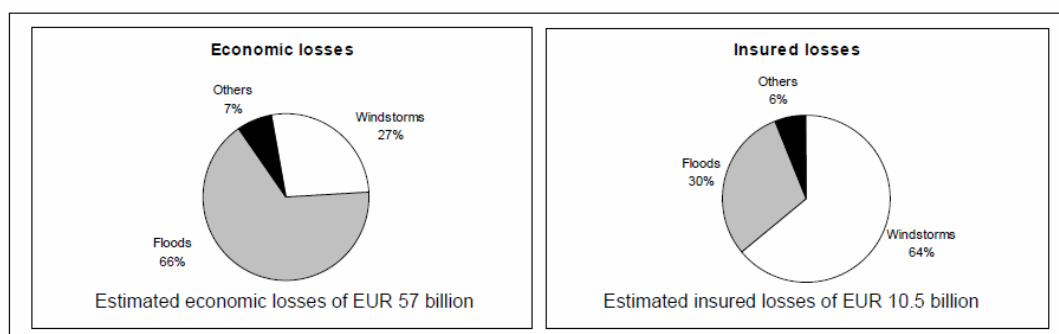 Economic losses
Others
7%
Windstorms
27%
Floods
66%
Estimated economic losses of EUR 57 billion
Insured losses
Others
6%
Floods
30%
Windstorms
64%
Estimated insured losses of EUR 10.5 billion